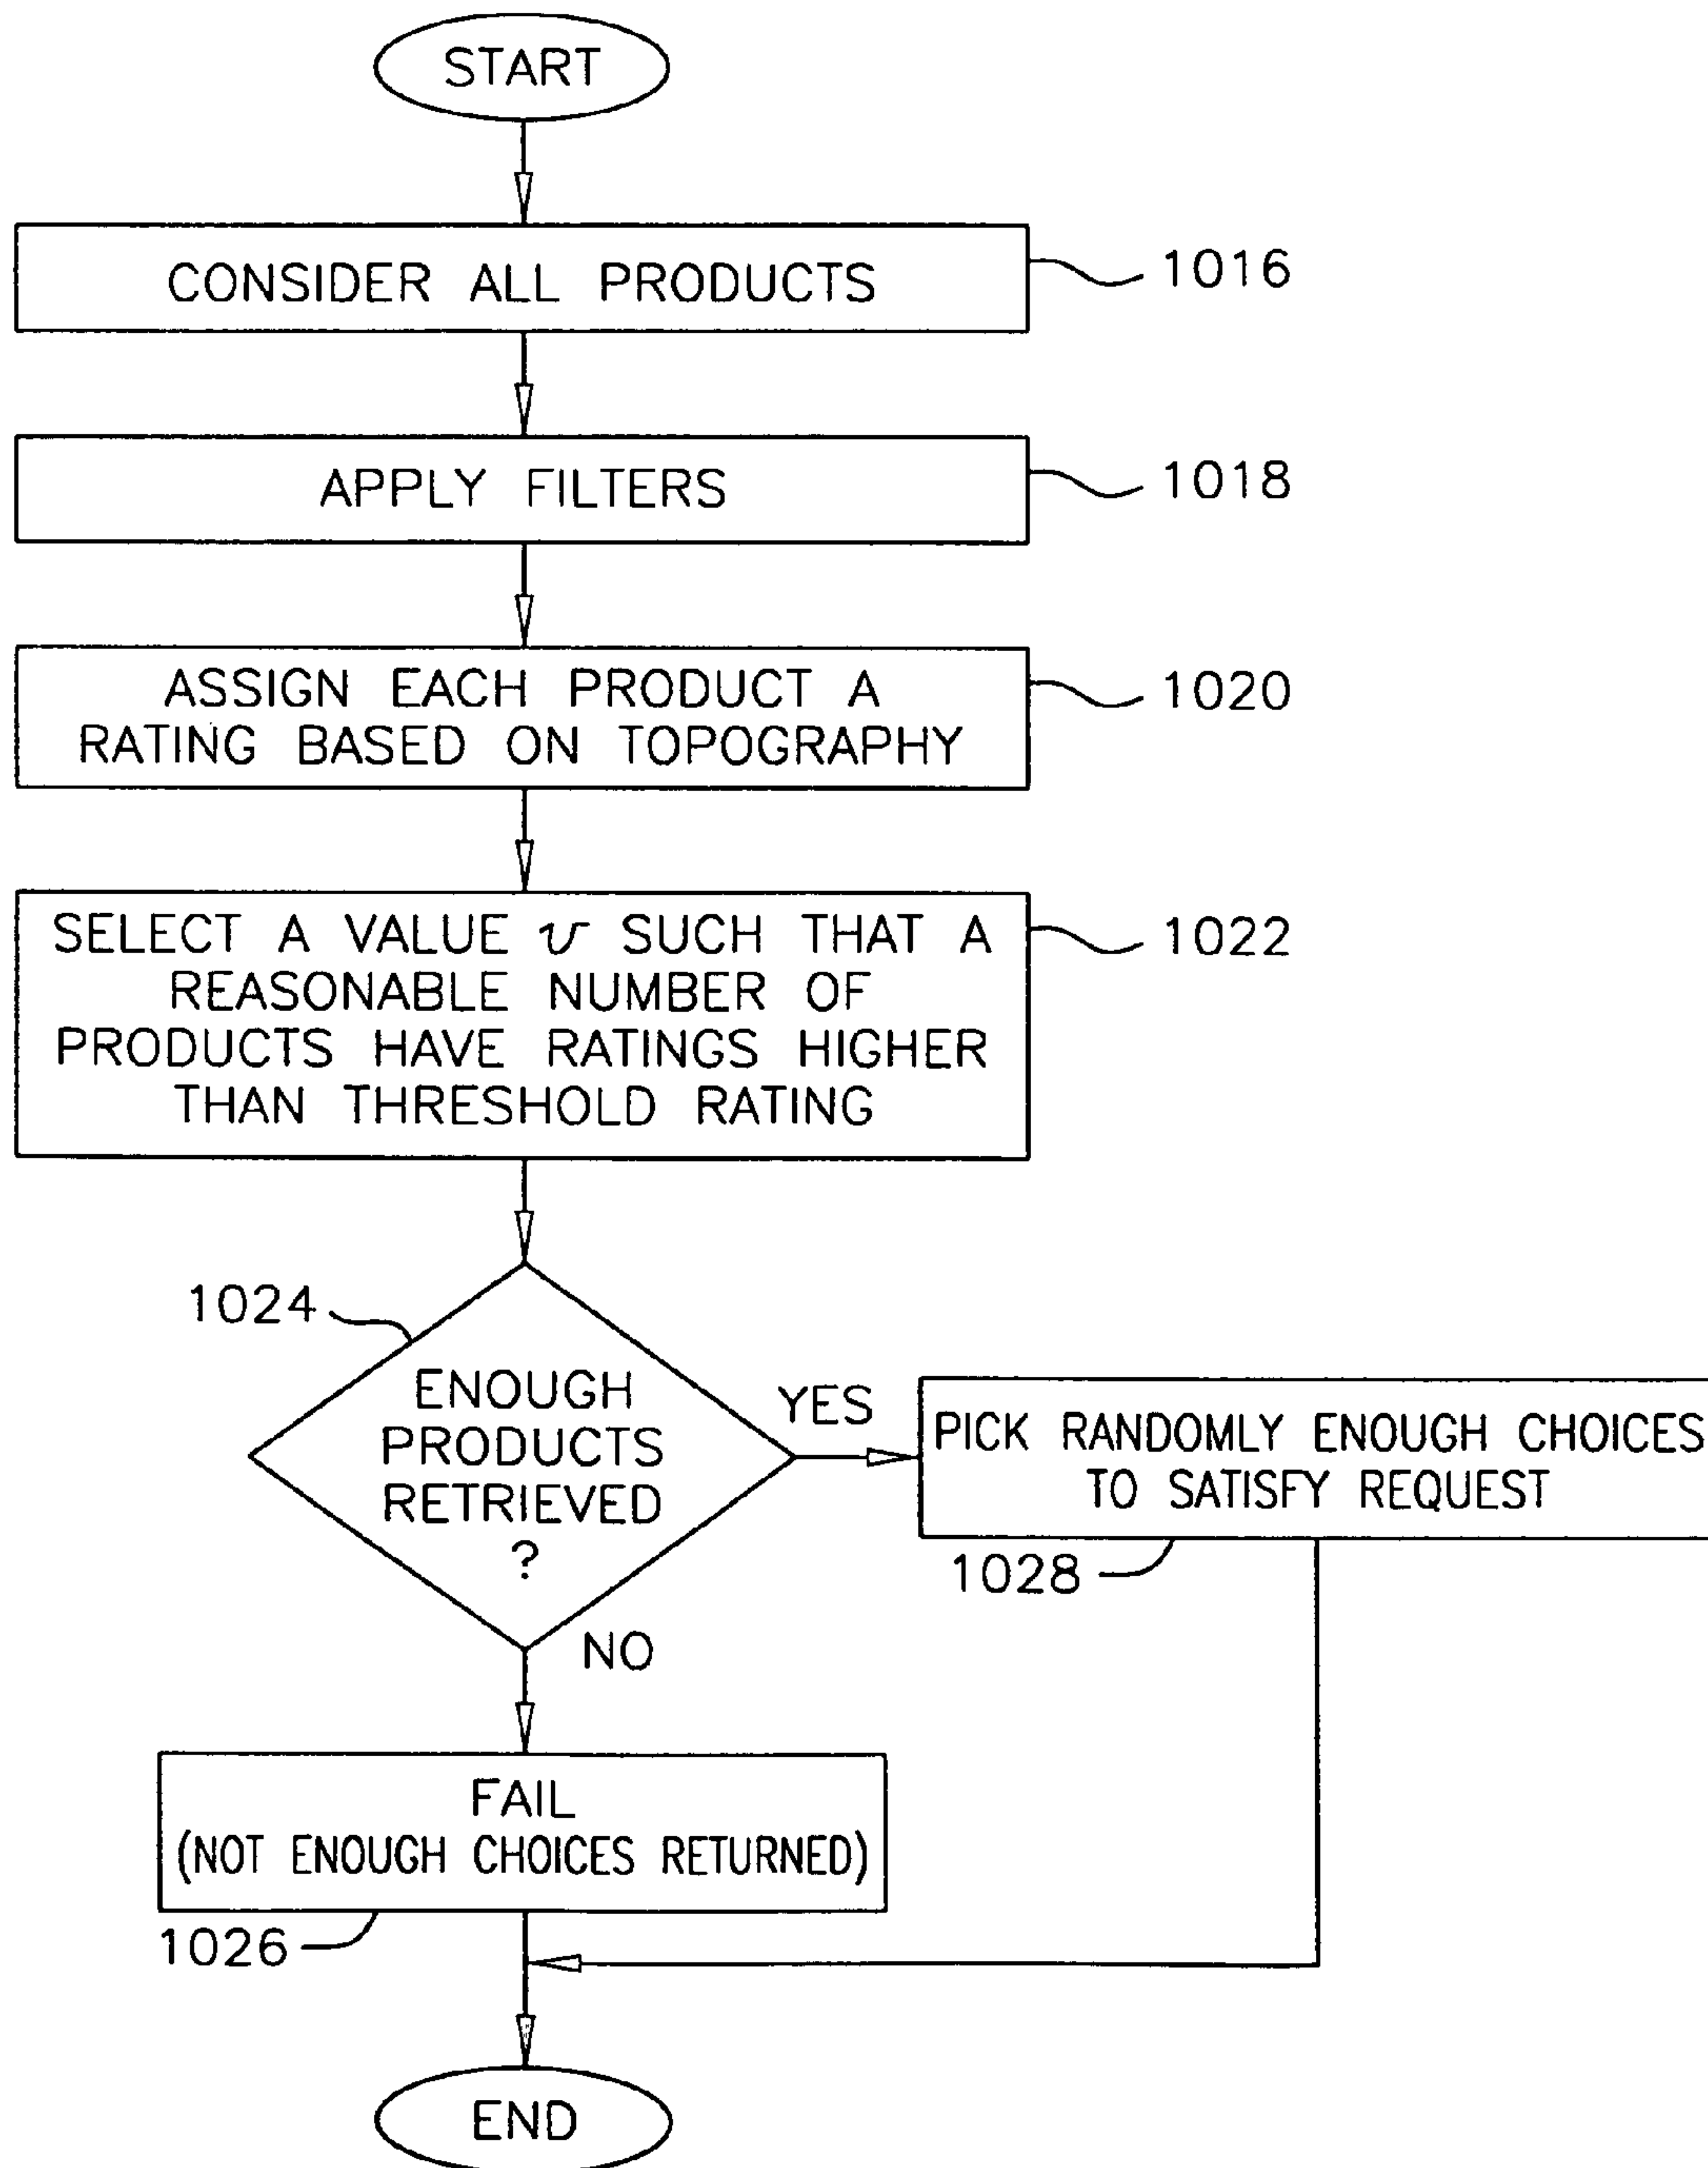 START
CONSIDER ALL PRODUCTS
1016
APPLY FILTERS
1018
ASSIGN EACH PRODUCT A
RATING BASED ON TOPOGRAPHY
1020
SELECT A VALUE v SUCH THAT A
REASONABLE NUMBER OF
PRODUCTS HAVE RATINGS HIGHER
THAN THRESHOLD RATING
1022
1024
ENOUGH
PRODUCTS
RETRIEVED
?
YES
PICK RANDOMLY ENOUGH CHOICES
TO SATISFY REQUEST
1028
NO
FAIL
(NOT ENOUGH CHOICES RETURNED)
1026
END